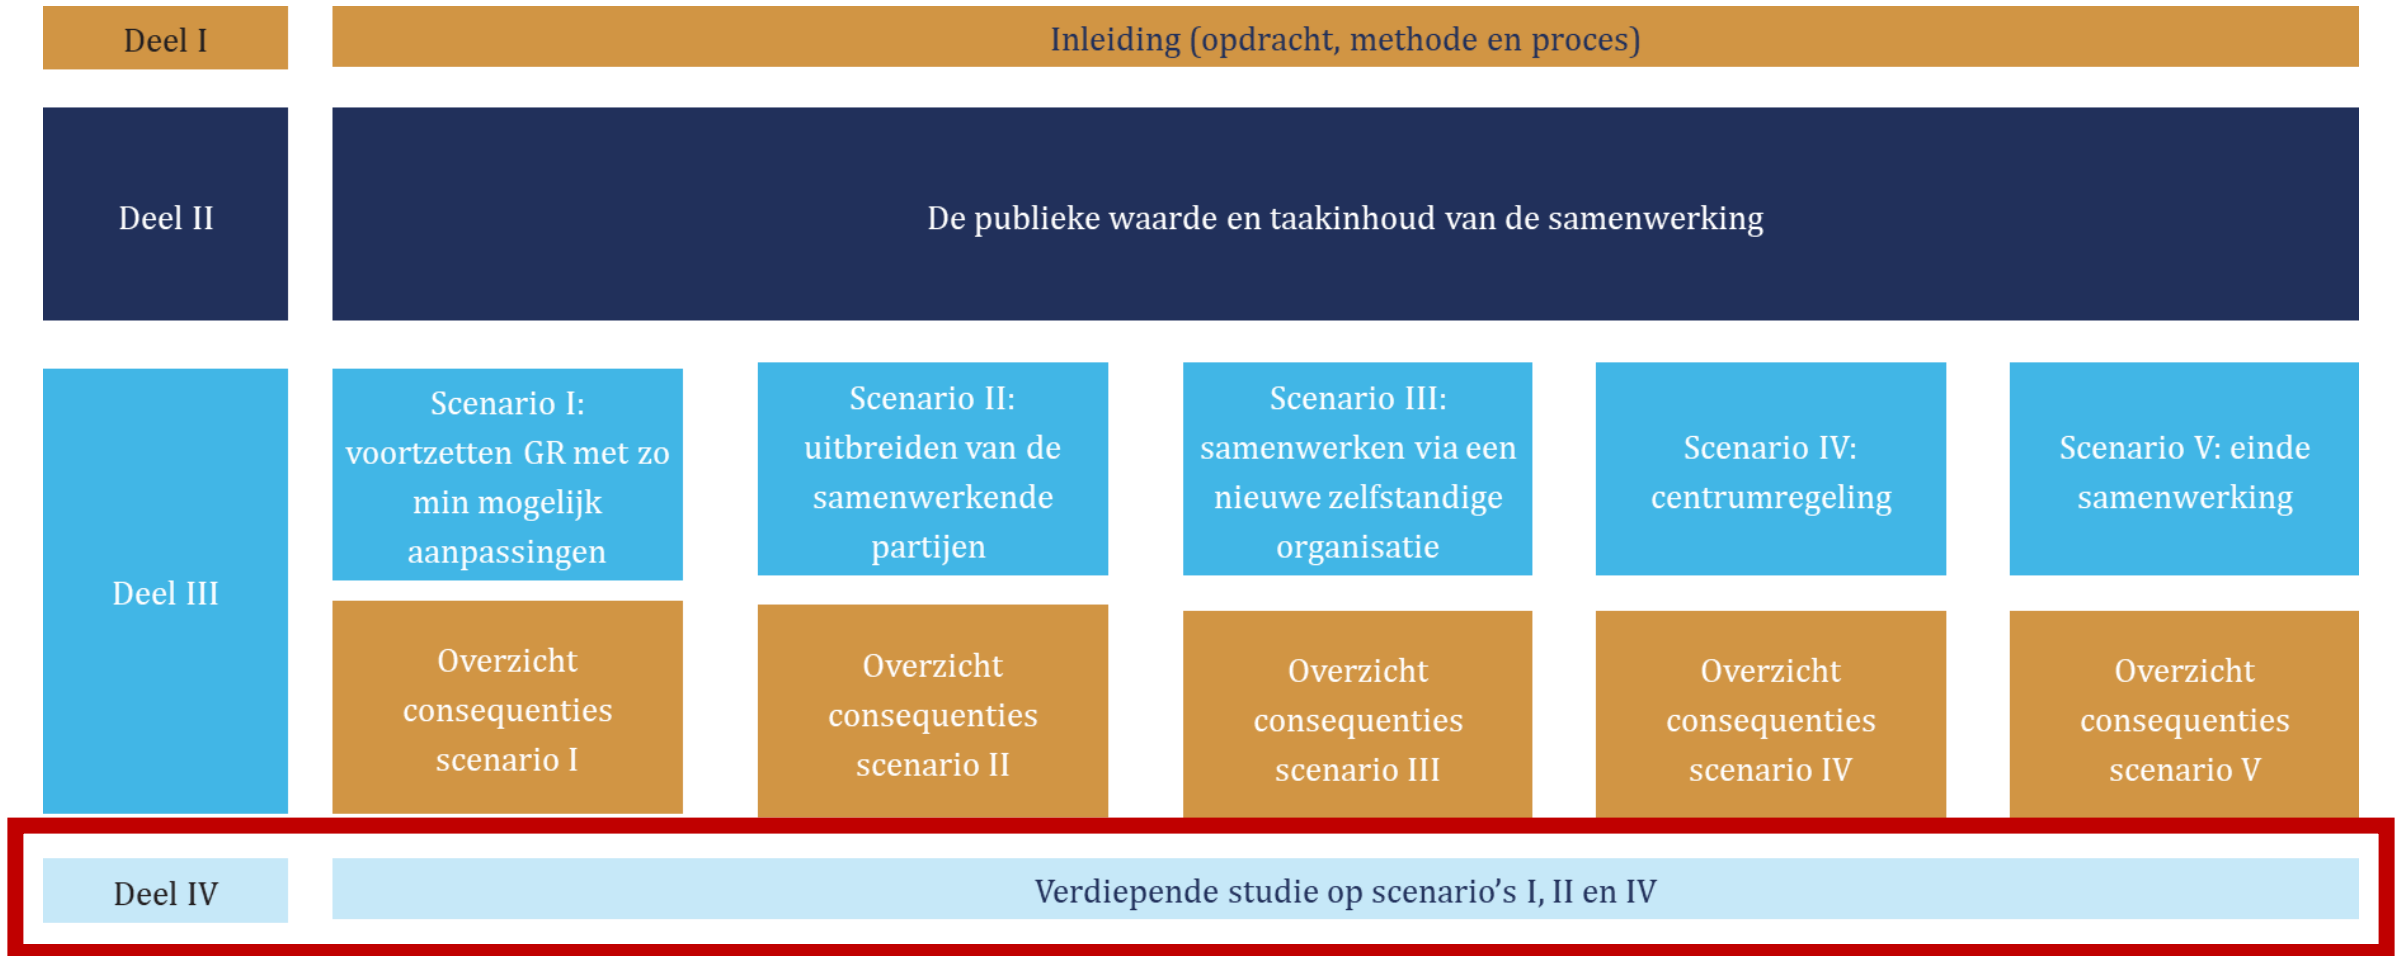 Deel I
Inleiding (opdracht, methode en proces)
Deel II
De publieke waarde en taakinhoud van de samenwerking
Deel III
Scenario I:
voortzetten GR met zo
min mogelijk
aanpassingen
Scenario II:
uitbreiden van de
samenwerkende
partijen
Scenario III:
samenwerken via een
nieuwe zelfstandige
organisatie
Scenario IV:
centrumregeling
Scenario V: einde
samenwerking
Overzicht
consequenties
scenario I
Overzicht
consequenties
scenario II
Overzicht
consequenties
scenario III
Overzicht
consequenties
scenario IV
Overzicht
consequenties
scenario V
Deel IV
Verdiepende studie op scenario’s I, II en IV